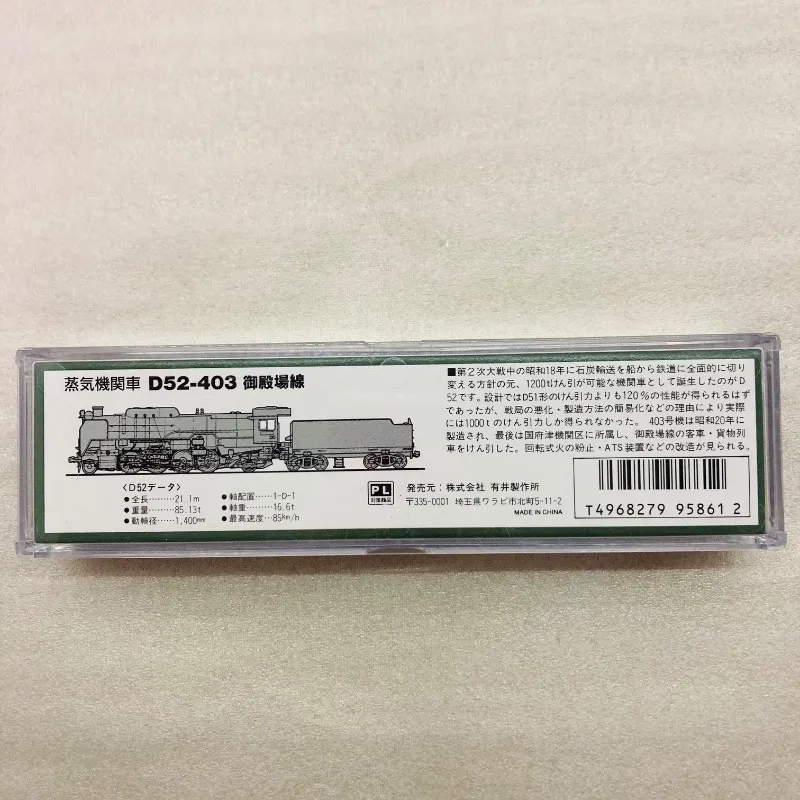 蒸気機関車 D52-403 御殿場線
<D52データ>
●全長……21.1m
●重量……85.13t
●動輪径……1,400mm
●軸配置……1-D-1
●軸重……16.6t
●最高速度…85km/h
■第2次大戦中の昭和18年に石炭輸送を船から鉄道に全面的に切り
変える方針の元、1200tけん引が可能な機関車として誕生したのがD
52です。設計ではD51形のけん引力よりも120%の性能が得られるはず
であったが、戦局の悪化・製造方法の簡易化などの理由により実際
には1000tのけん引力しか得られなかった。 403号機は昭和20年に
製造され、最後は国府津機関区に所属し、御殿場線の客車・貨物列
車をけん引した。回転式火の粉止・ATS装置などの改造が見られる。
PL
対象商品
発売元：株式会社 有井製作所
〒335-0001 埼玉県ワラビ市北町5-11-2
MADE IN CHINA
T4968279 95861 2